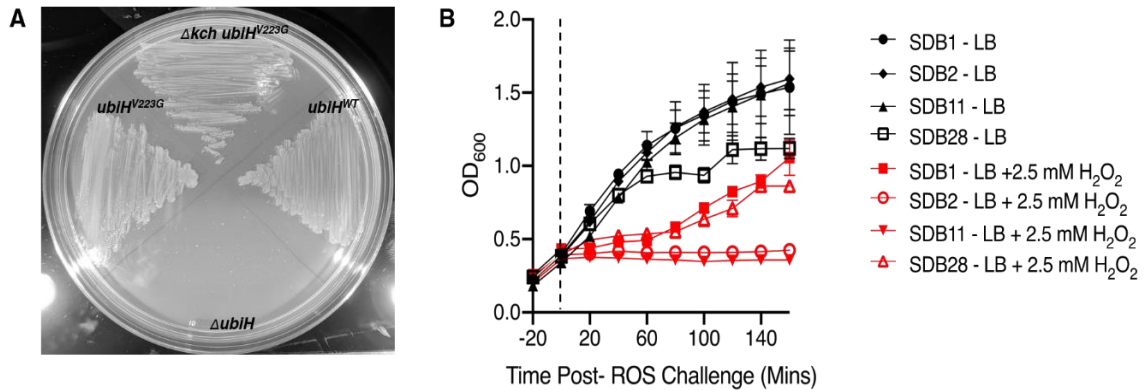 A
Δkch ubiH^V223G
ubiH^V223G
ubiH^WT
ΔubiH
B
2.0
1.5
1.0
0.5
0.0
OD₆₀₀
-20 20 60 100 140
Time Post- ROS Challenge (Mins)
SDB1 - LB
SDB2 - LB
SDB11 - LB
SDB28 - LB
SDB1 - LB +2.5 mM H₂O₂
SDB2 - LB + 2.5 mM H₂O₂
SDB11 - LB + 2.5 mM H₂O₂
SDB28 - LB + 2.5 mM H₂O₂